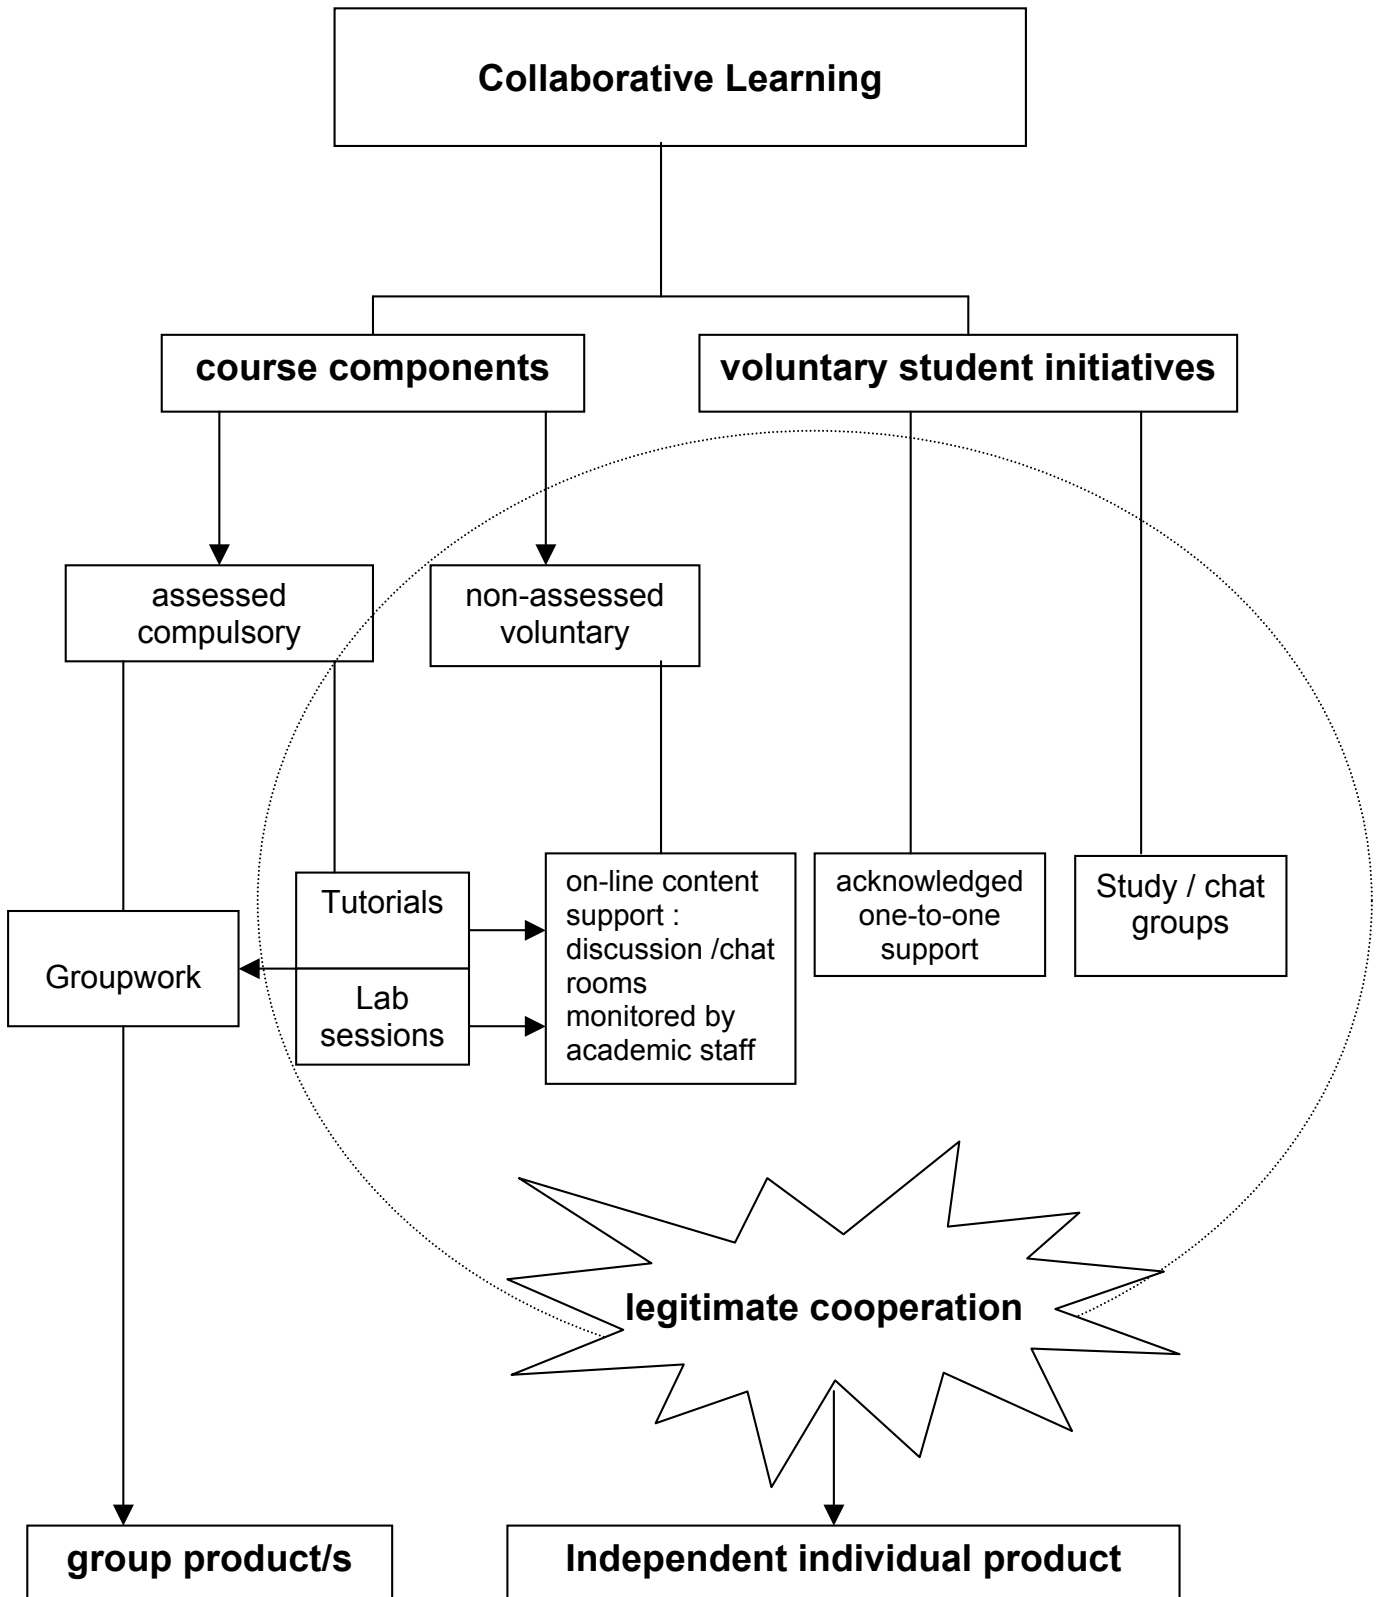 Collaborative Learning
course components
voluntary student initiatives
assessed
compulsory
non-assessed
voluntary
Tutorials
Lab
sessions
Groupwork
on-line content
support :
discussion /chat
rooms
monitored by
academic staff
acknowledged
one-to-one
support
Study / chat
groups
legitimate cooperation
group product/s
Independent individual product